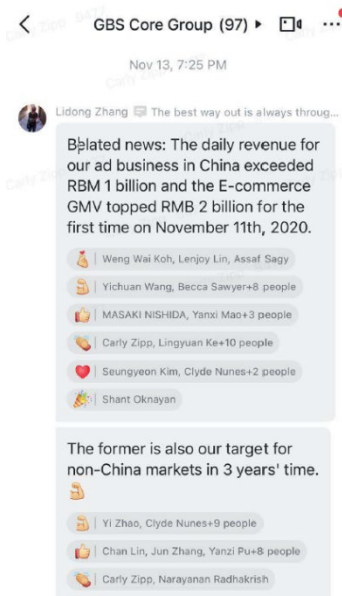 GBS Core Group (97)
Nov 13, 7:25 PM
Lidong Zhang The best way out is always throug...
Belated news: The daily revenue for
our ad business in China exceeded
RBM 1 billion and the E-commerce
GMV topped RMB 2 billion for the
first time on November 11th, 2020.
Weng Wai Koh, Lenjoy Lin, Assaf Sagy
Yichuan Wang, Becca Sawyer+8 people
MASAKI NISHIDA, Yanxi Mao+3 people
Carly Zipp, Lingyuan Ke+10 people
Seungyeon Kim, Clyde Nunes+2 people
Shant Oknayan
The former is also our target for
non-China markets in 3 years' time.
Yi Zhao, Clyde Nunes+9 people
Chan Lin, Jun Zhang, Yanzi Pu+8 people
Carly Zipp, Narayanan Radhakrish